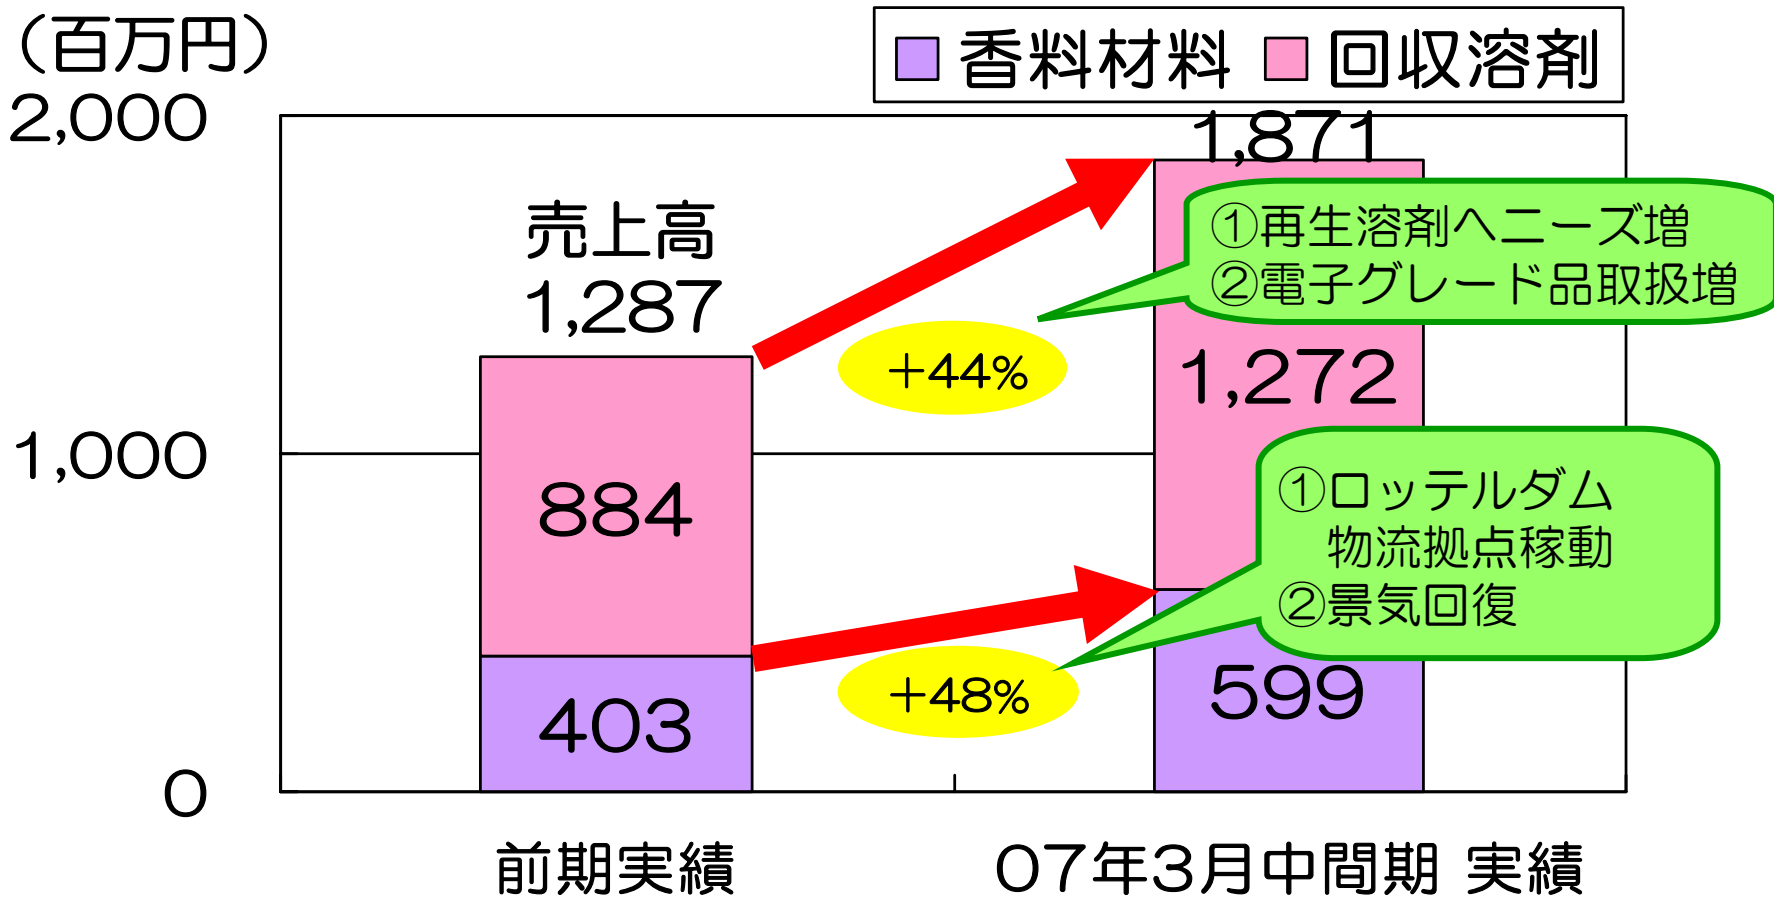 （百万円）
香料材料 回収溶剤
2,000
1,871
売上高
1,287
①再生溶剤へニーズ増
②電子グレード品取扱増
+44%
1,272
1,000
884
①ロッテルダム
物流拠点稼動
②景気回復
+48%
599
403
0
前期実績
07年3月中間期 実績